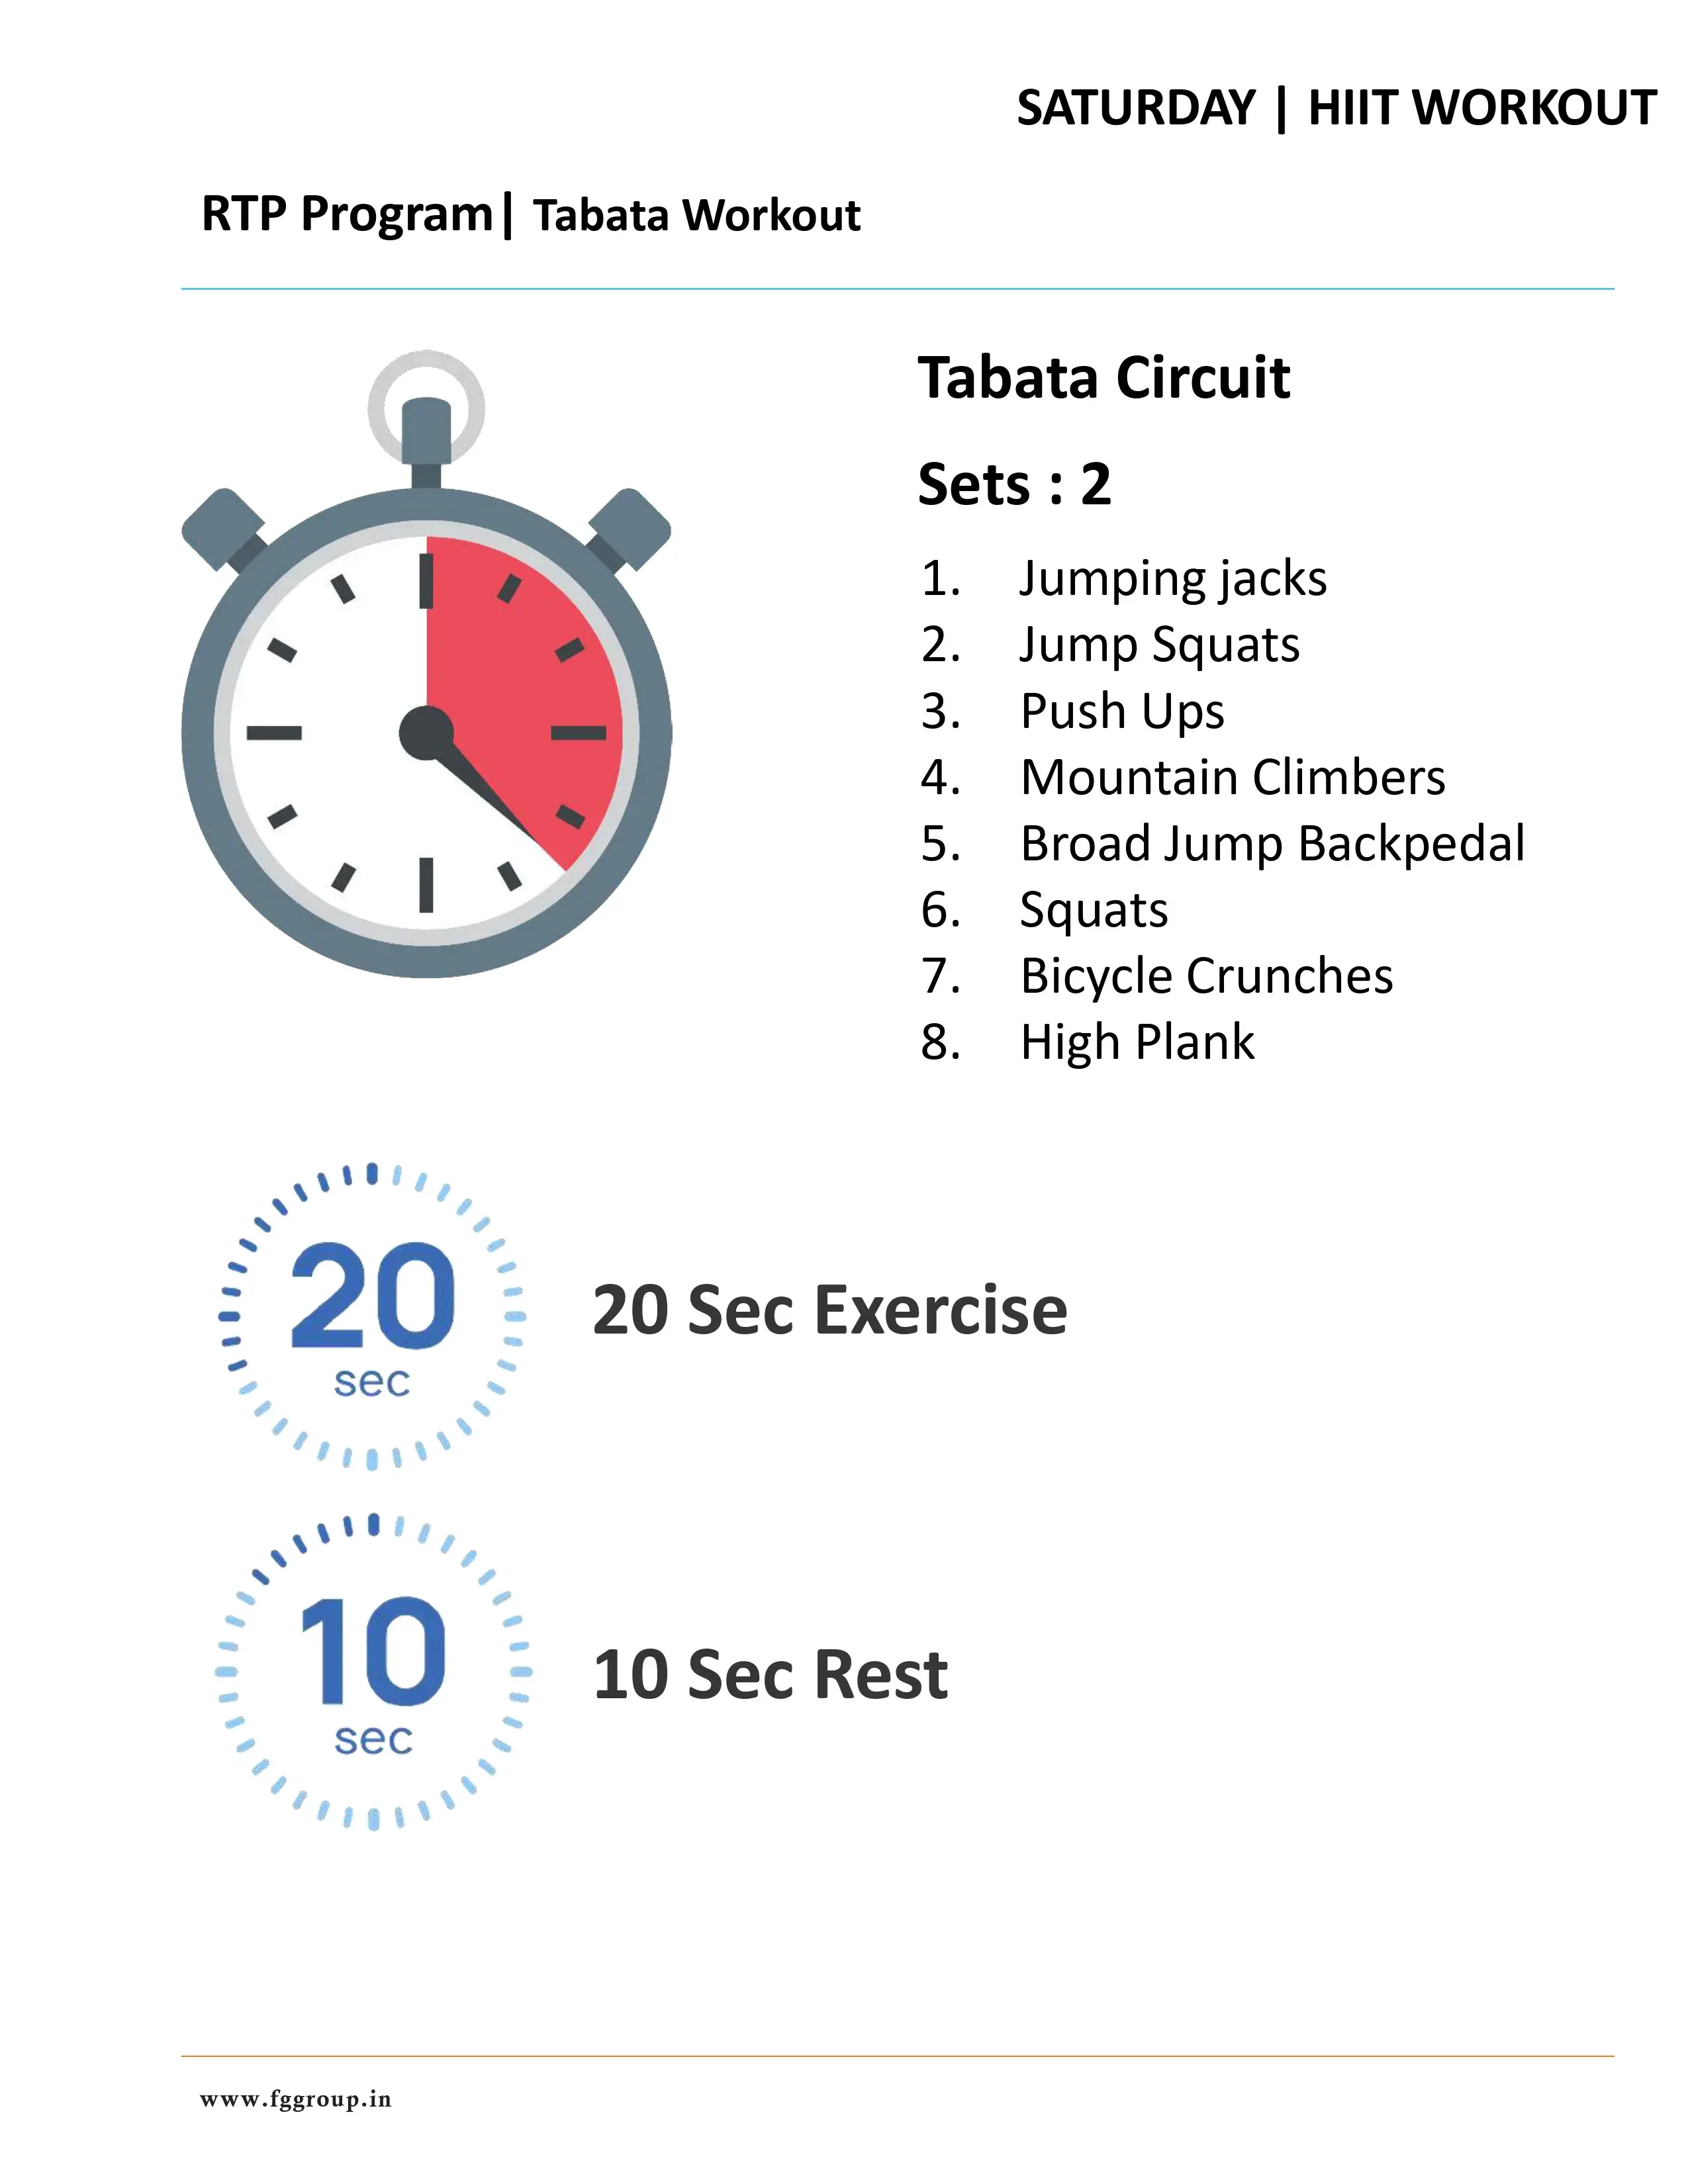 SATURDAY | HIIT WORKOUT
RTP Program| Tabata Workout
Tabata Circuit
Sets : 2
1. Jumping jacks
2. Jump Squats
3. Push Ups
4. Mountain Climbers
5. Broad Jump Backpedal
6. Squats
7. Bicycle Crunches
8. High Plank
20
sec
20 Sec Exercise
10
sec
10 Sec Rest
www.fggroup.in